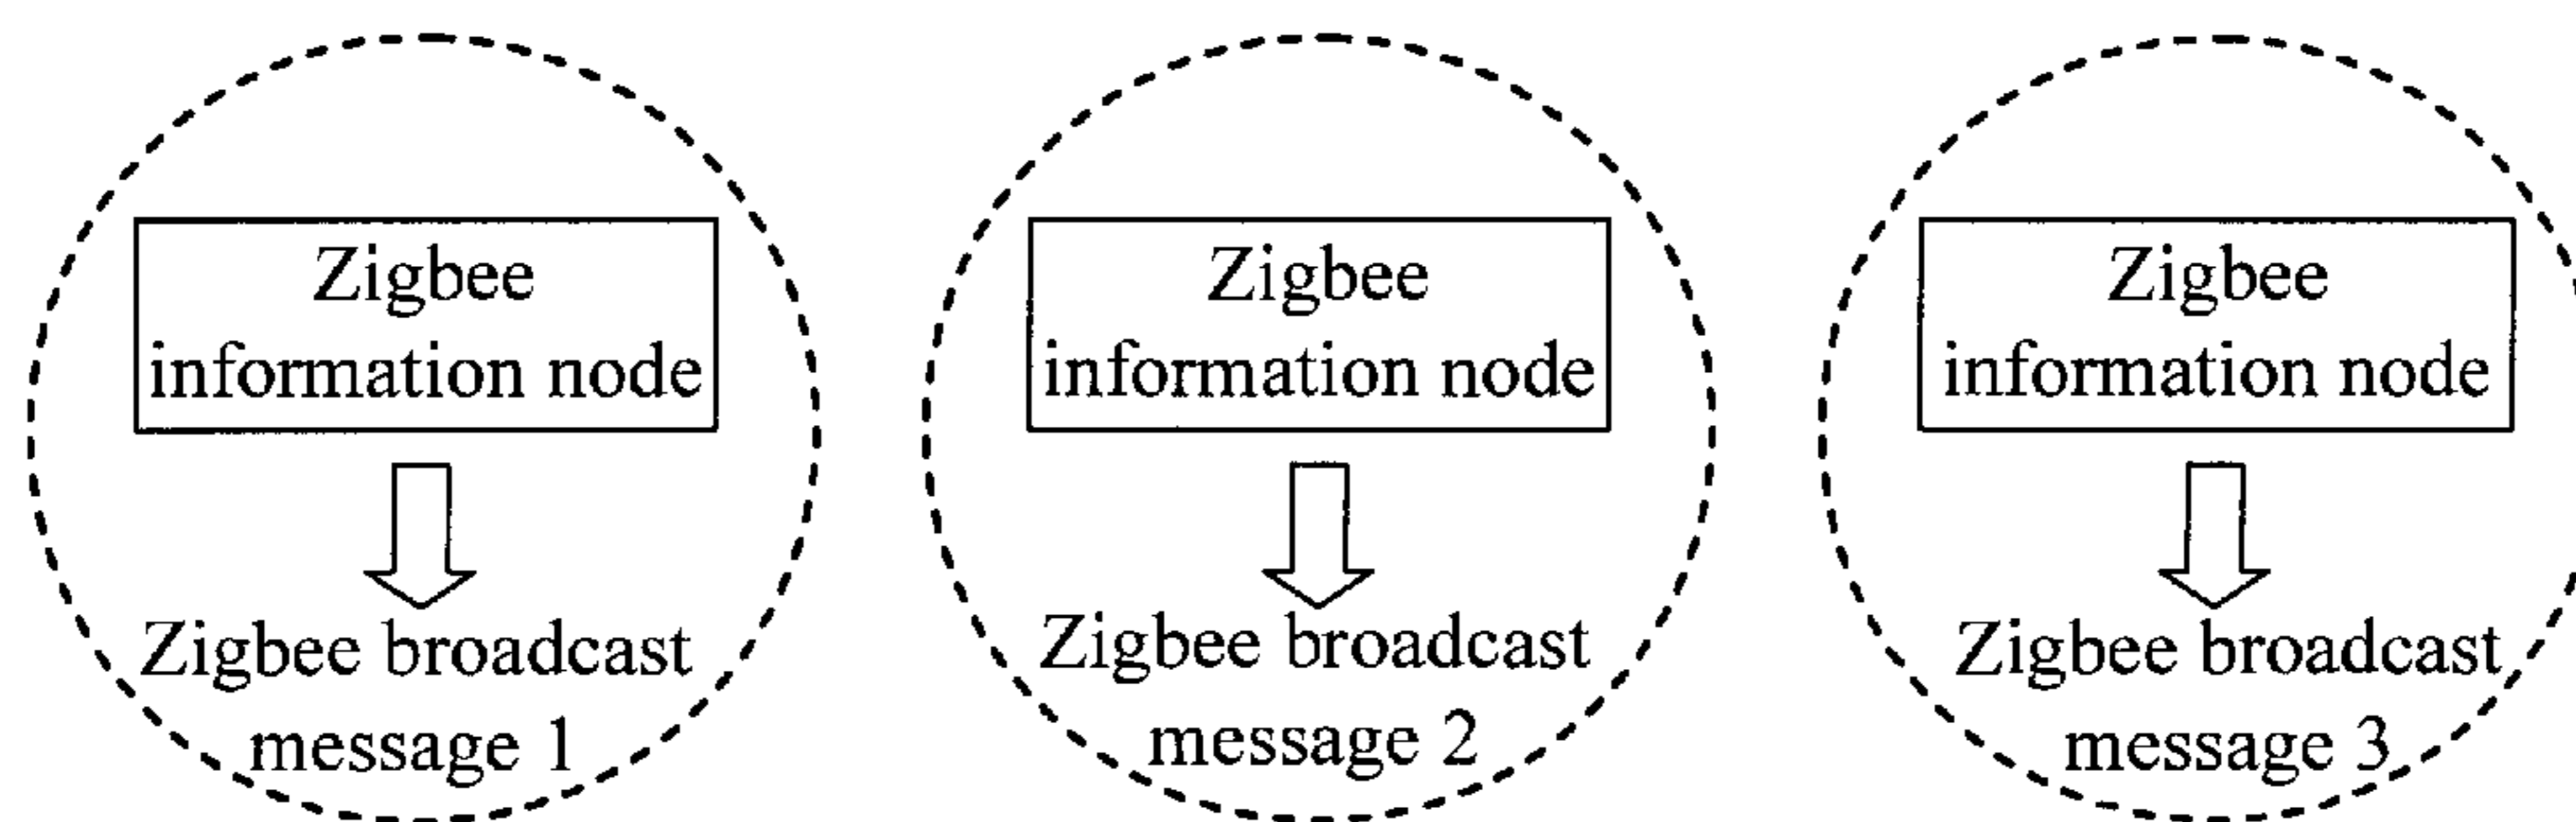 Zigbee
information node
Zigbee broadcast
message 1
Zigbee
information node
Zigbee broadcast
message 2
Zigbee
information node
Zigbee broadcast
message 3